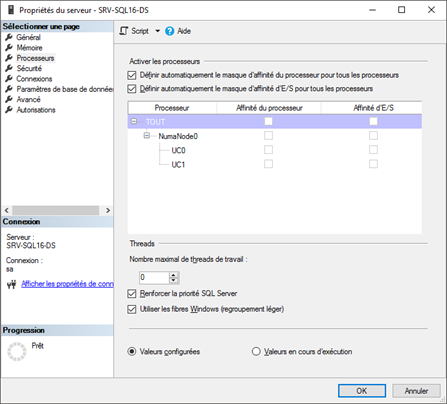 Propriétés du serveur - SRV-SQL16-DS
Sélectionner une page
Général
Mémoire
Processeurs
Sécurité
Connexions
Paramètres de base de données
Avancé
Autorisations
Connexion
Serveur :
SRV-SQL16-DS
Connexion :
sa
Afficher les propriétés de conn
Progression
Prêt
Script
Aide
Activer les processeurs
Définir automatiquement le masque d'affinité du processeur pour tous les processeurs
Définir automatiquement le masque d'affinité d'E/S pour tous les processeurs
Processeur Affinité du processeur Affinité d'E/S
TOUT
NumaNode0
UC0
UC1
Threads
Nombre maximal de threads de travail :
0
Renforcer la priorité SQL Server
Utiliser les fibres Windows (regroupement léger)
Valeurs configurées Valeurs en cours d'exécution
OK Annuler